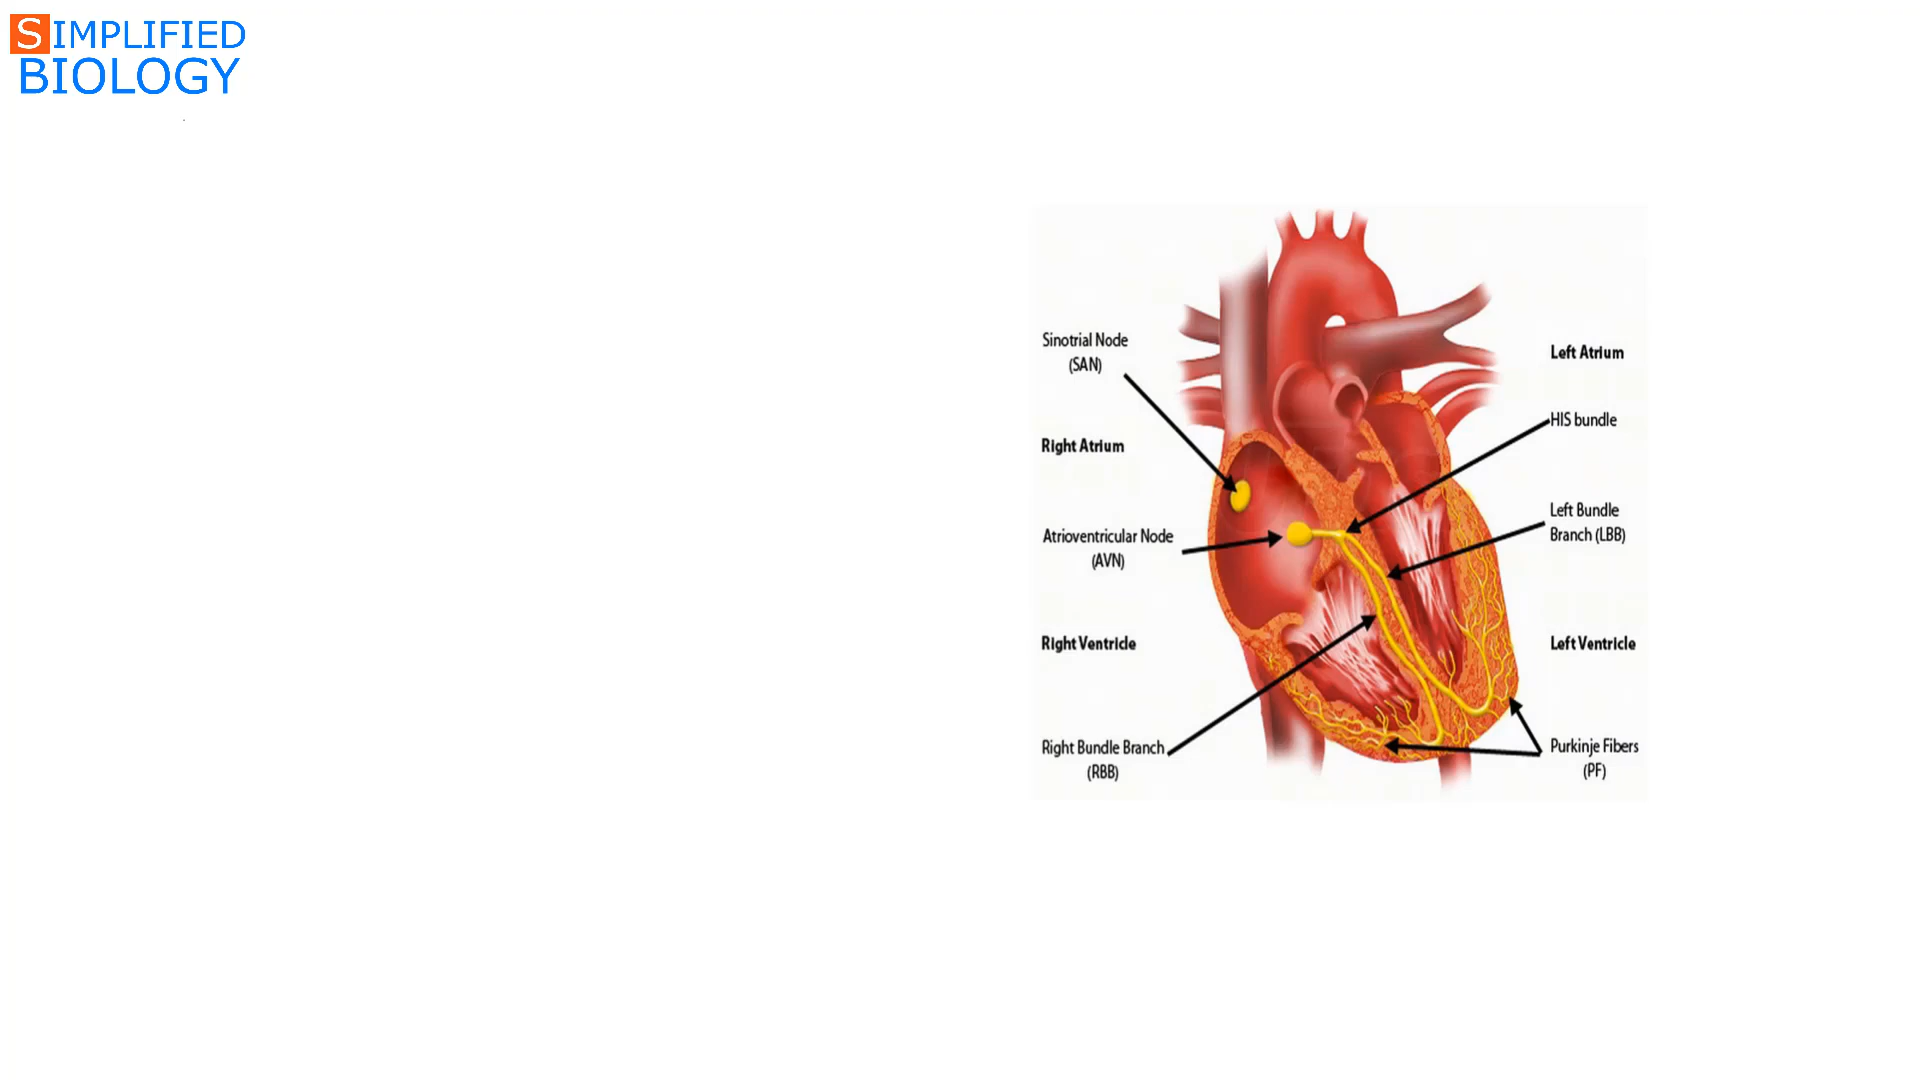 SIMPLIFIED
BIOLOGY
Sinotrial Node
(SAN)
Left Atrium
HIS bundle
Right Atrium
Left Bundle
Branch (LBB)
Atrioventricular Node
(AVN)
Right Ventricle
Left Ventricle
Right Bundle Branch
(RBB)
Purkinje Fibers
(PF)